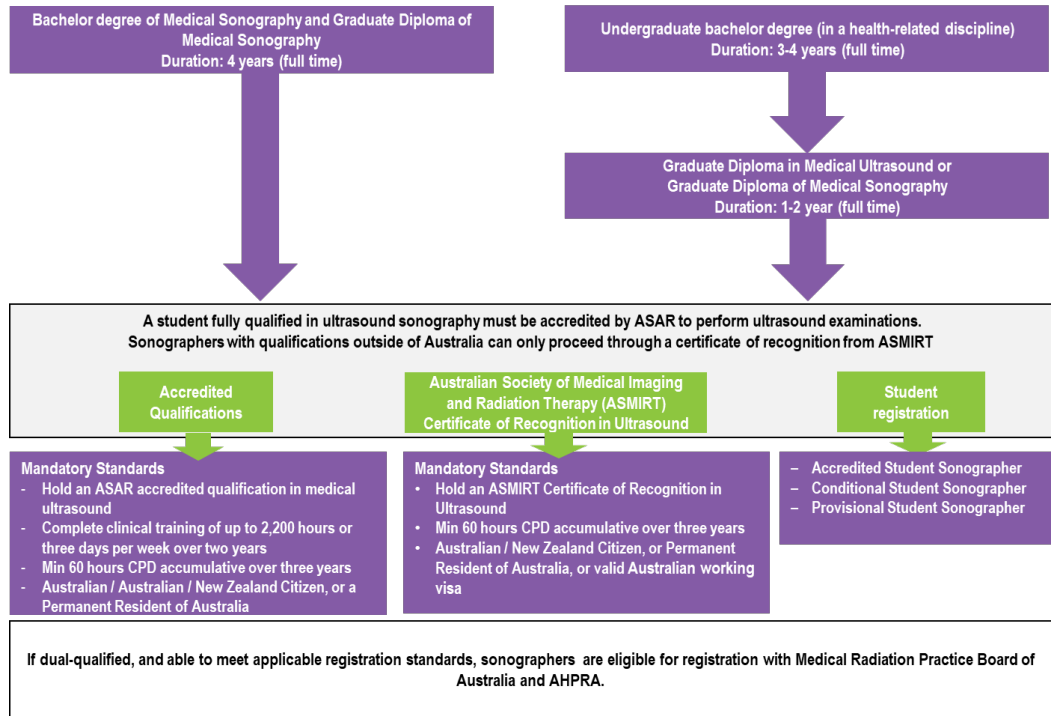 Bachelor degree of Medical Sonography and Graduate Diploma of
Medical Sonography
Duration: 4 years (full time)
Undergraduate bachelor degree (in a health-related discipline)
Duration: 3-4 years (full time)
Graduate Diploma in Medical Ultrasound or
Graduate Diploma of Medical Sonography
Duration: 1-2 year (full time)
A student fully qualified in ultrasound sonography must be accredited by ASAR to perform ultrasound examinations.
Sonographers with qualifications outside of Australia can only proceed through a certificate of recognition from ASMIRT
Accredited
Qualifications
Australian Society of Medical Imaging
and Radiation Therapy (ASMIRT)
Certificate of Recognition in Ultrasound
Student
registration
Mandatory Standards
- Hold an ASAR accredited qualification in medical
ultrasound
- Complete clinical training of up to 2,200 hours or
three days per week over two years
- Min 60 hours CPD accumulative over three years
- Australian / Australian / New Zealand Citizen, or a
Permanent Resident of Australia
Mandatory Standards
• Hold an ASMIRT Certificate of Recognition in
Ultrasound
• Min 60 hours CPD accumulative over three years
• Australian / New Zealand Citizen, or Permanent
Resident of Australia, or valid Australian working
visa
– Accredited Student Sonographer
– Conditional Student Sonographer
– Provisional Student Sonographer
If dual-qualified, and able to meet applicable registration standards, sonographers are eligible for registration with Medical Radiation Practice Board of
Australia and AHPRA.